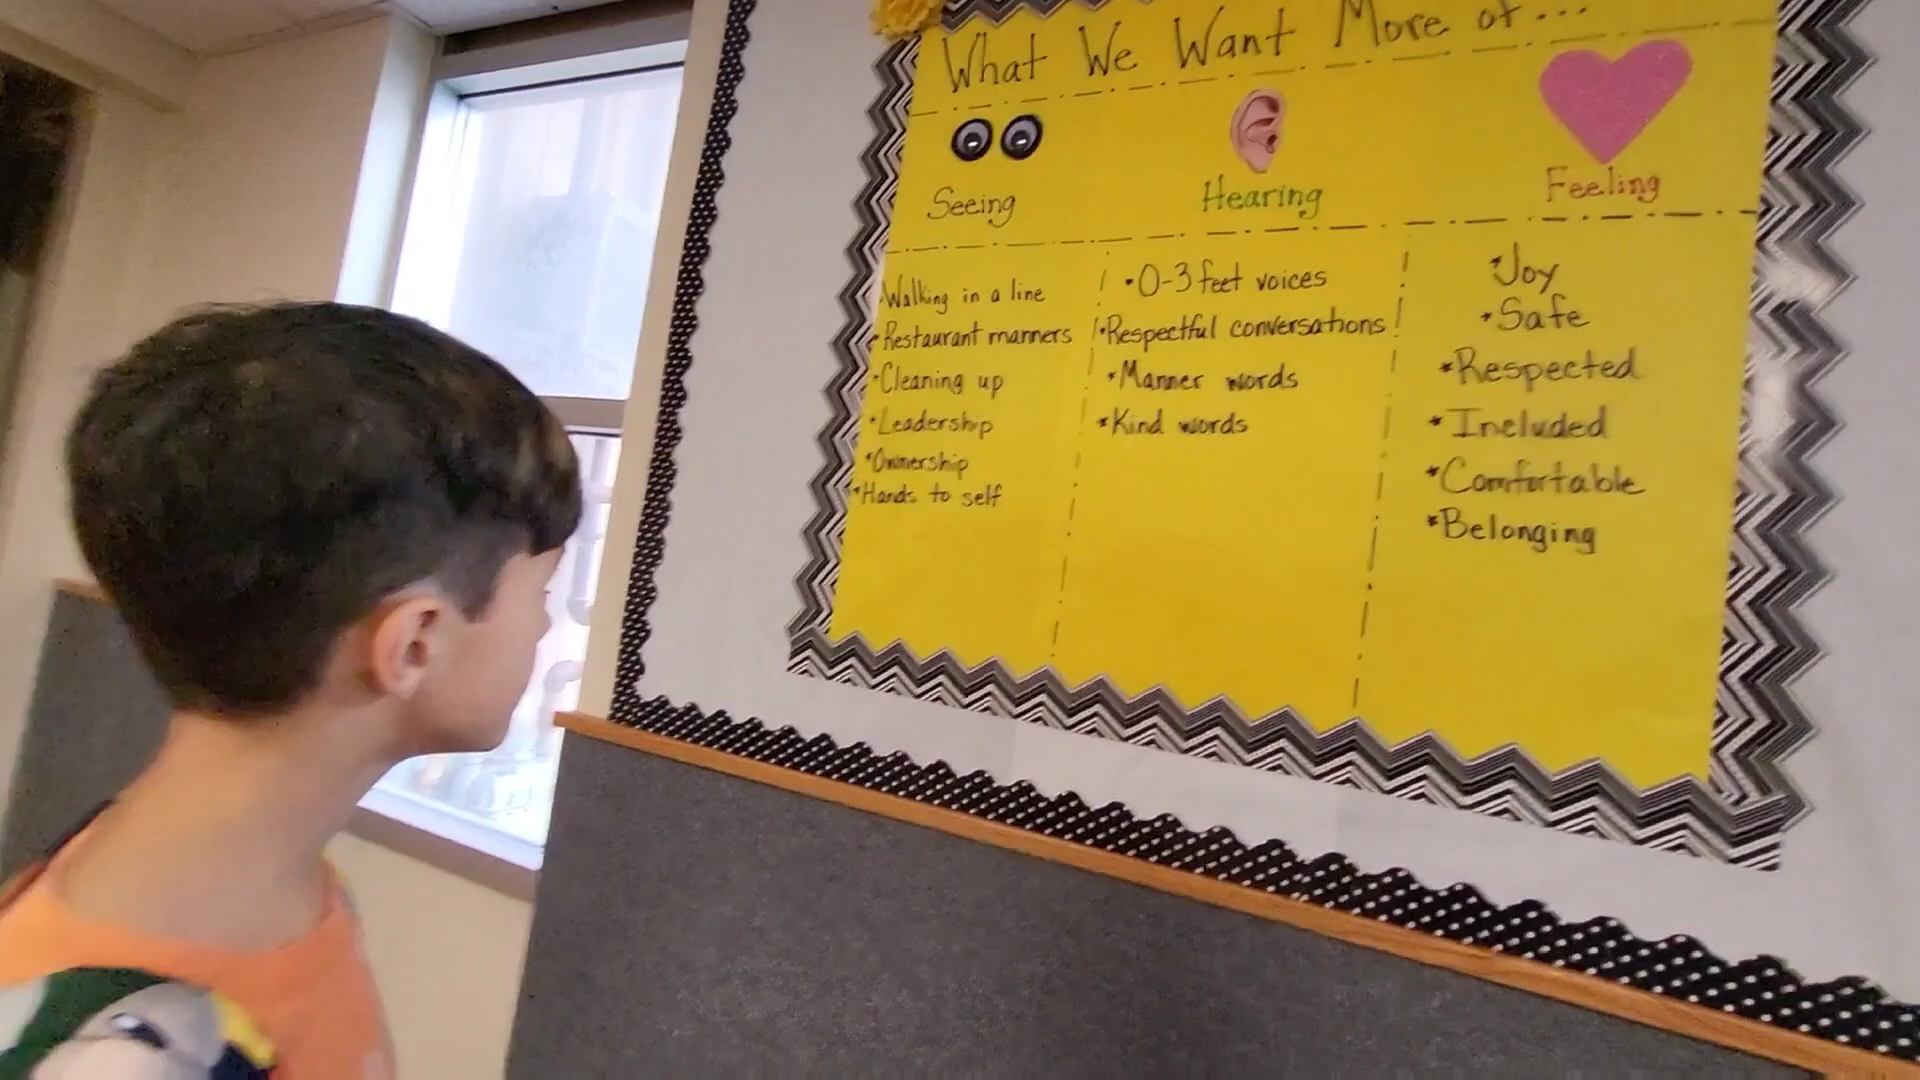 What We Want More of...
Seeing
Hearing
Feeling
•Walking in a line
•Restaurant manners
•Cleaning up
•Leadership
•Ownership
•Hands to self
•0-3 feet voices
•Respectful conversations
•Manner words
•Kind words
*Joy
*Safe
*Respected
*Included
*Comfortable
*Belonging